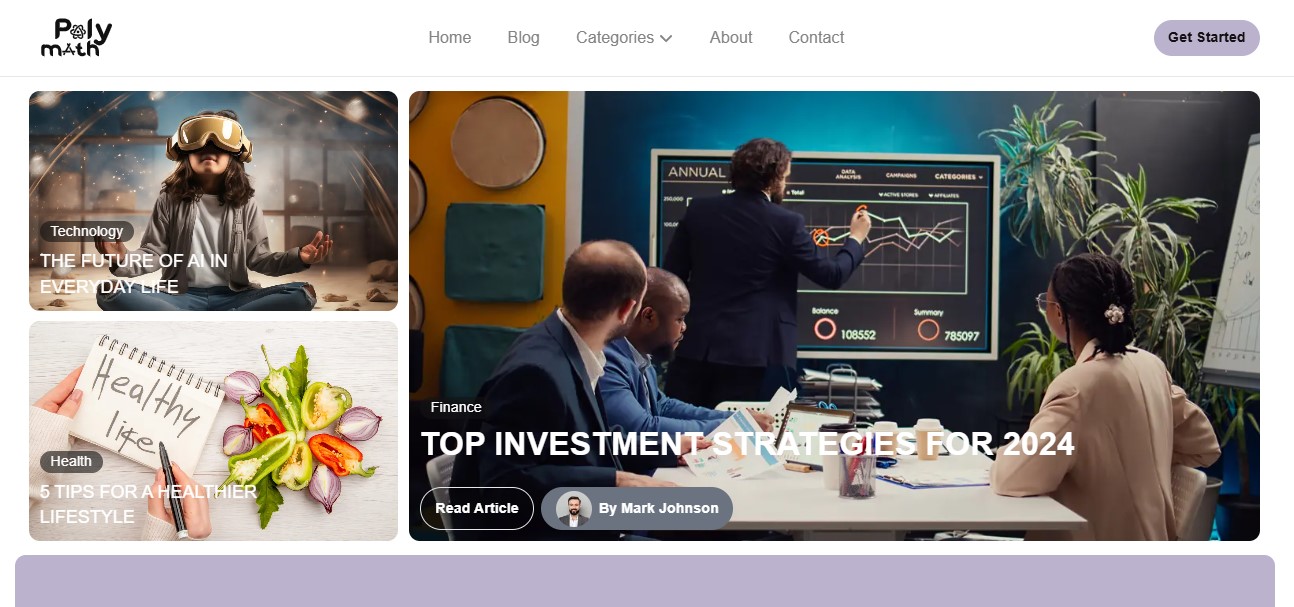 Poly
math
Home
Blog
Categories
About
Contact
Get Started
Technology
THE FUTURE OF AI IN
EVERYDAY LIFE
Healthy
life
Health
5 TIPS FOR A HEALTHIER
LIFESTYLE
ANNUAL
DATA
ANALYSIS
CAMPAIGNS
CATEGORIES
Total
ACTIVE STORES
AFFILIATES
250,000
Balance
108552
Summary
785097
Finance
TOP INVESTMENT STRATEGIES FOR 2024
Read Article
By Mark Johnson